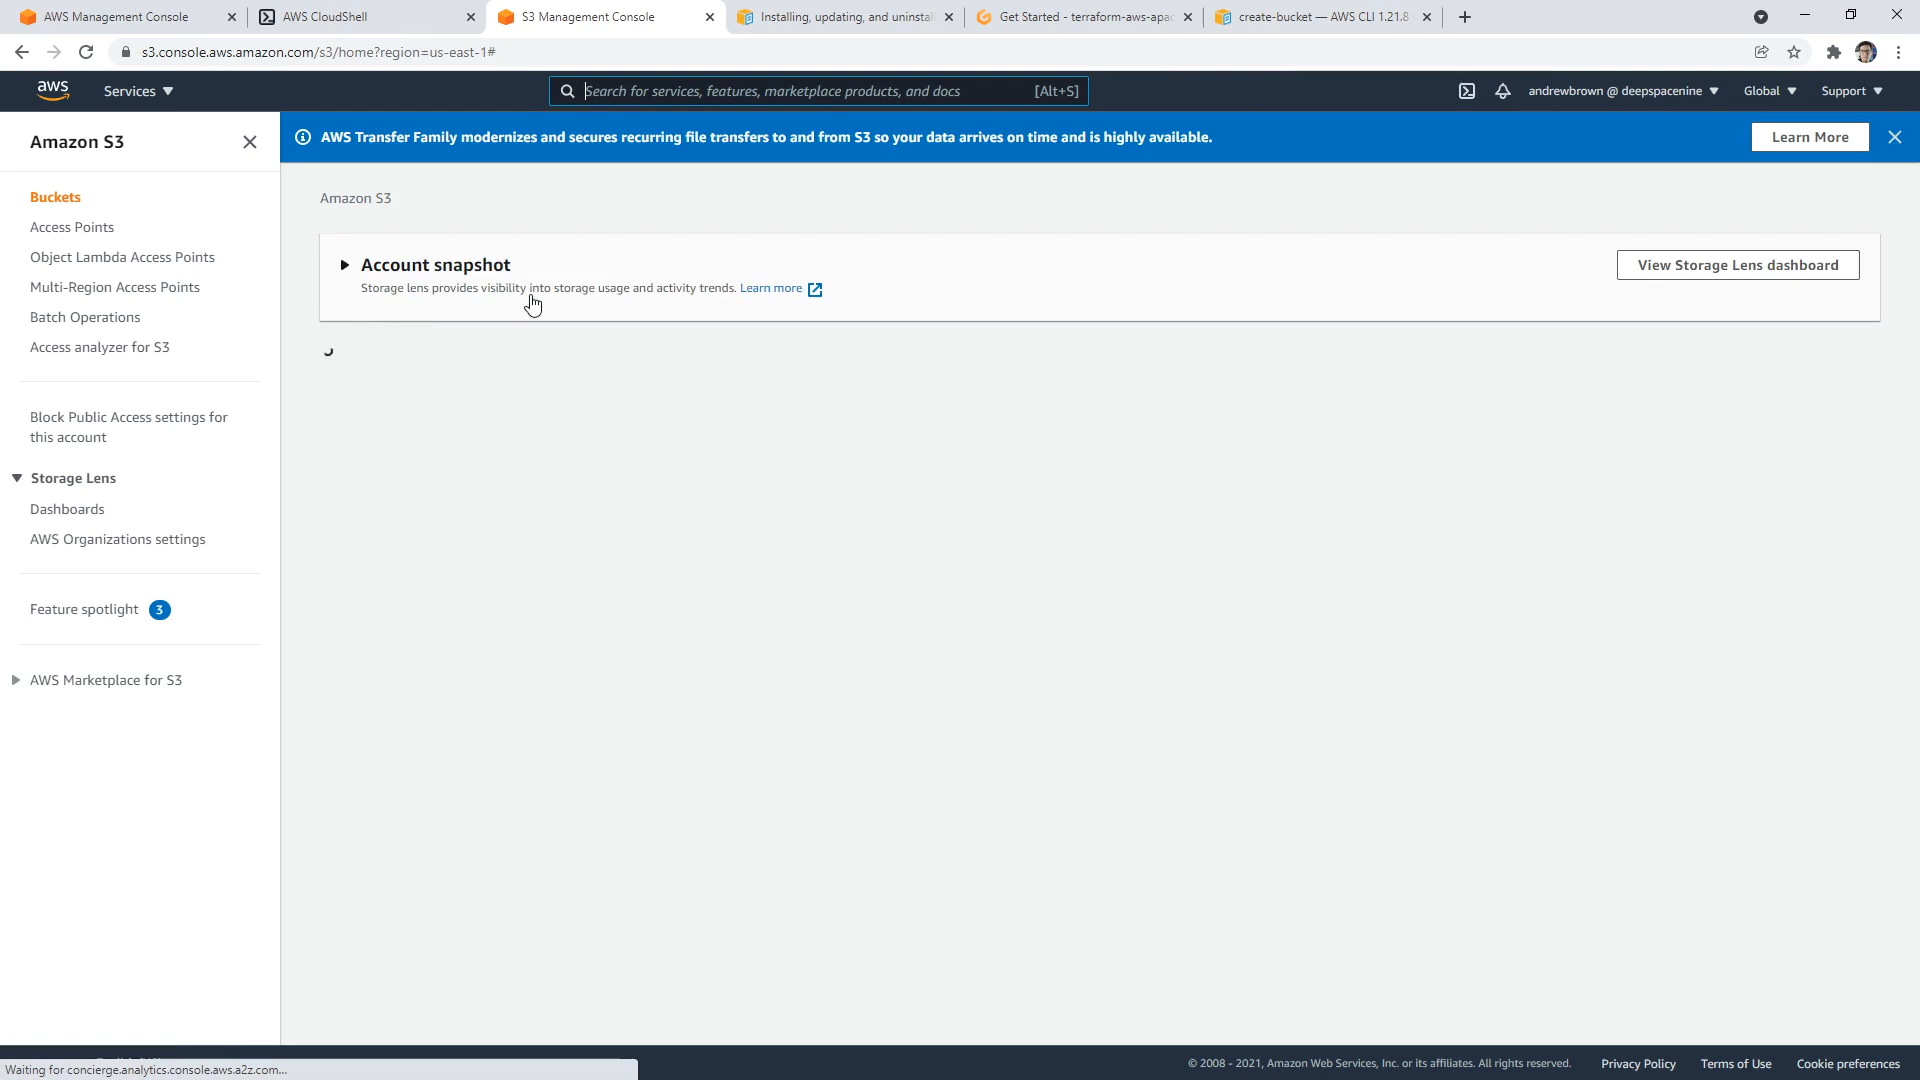 AWS Management Console
AWS CloudShell
S3 Management Console
Installing, updating, and uninstal
Get Started - terraform-aws-apac
create-bucket — AWS CLI 1.21.8
s3.console.aws.amazon.com/s3/home?region=us-east-1#
aws
Services
Search for services, features, marketplace products, and docs
[Alt+S]
andrewbrown @ deepspacenine
Global
Support
Amazon S3
AWS Transfer Family modernizes and secures recurring file transfers to and from S3 so your data arrives on time and is highly available.
Learn More
Buckets
Access Points
Object Lambda Access Points
Multi-Region Access Points
Batch Operations
Access analyzer for S3
Block Public Access settings for
this account
Storage Lens
Dashboards
AWS Organizations settings
Feature spotlight 3
AWS Marketplace for S3
Amazon S3
Account snapshot
Storage lens provides visibility into storage usage and activity trends. Learn more
View Storage Lens dashboard
Waiting for concierge.analytics.console.aws.a2z.com...
© 2008 - 2021, Amazon Web Services, Inc. or its affiliates. All rights reserved.
Privacy Policy
Terms of Use
Cookie preferences